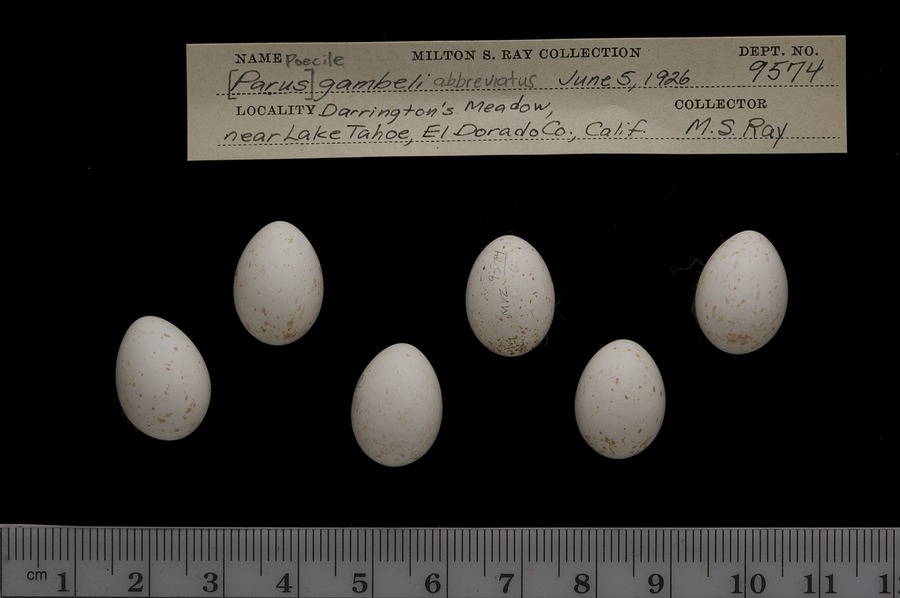 NAME Poecile MILTON S. RAY COLLECTION DEPT. NO.
[Parus] gambeli abbreviatus June 5, 1926 9574
LOCALITY Darrington's Meadow, COLLECTOR
near Lake Tahoe, El Dorado Co., Calif. M.S. Ray
MVZ 9574
cm 1 2 3 4 5 6 7 8 9 10 11